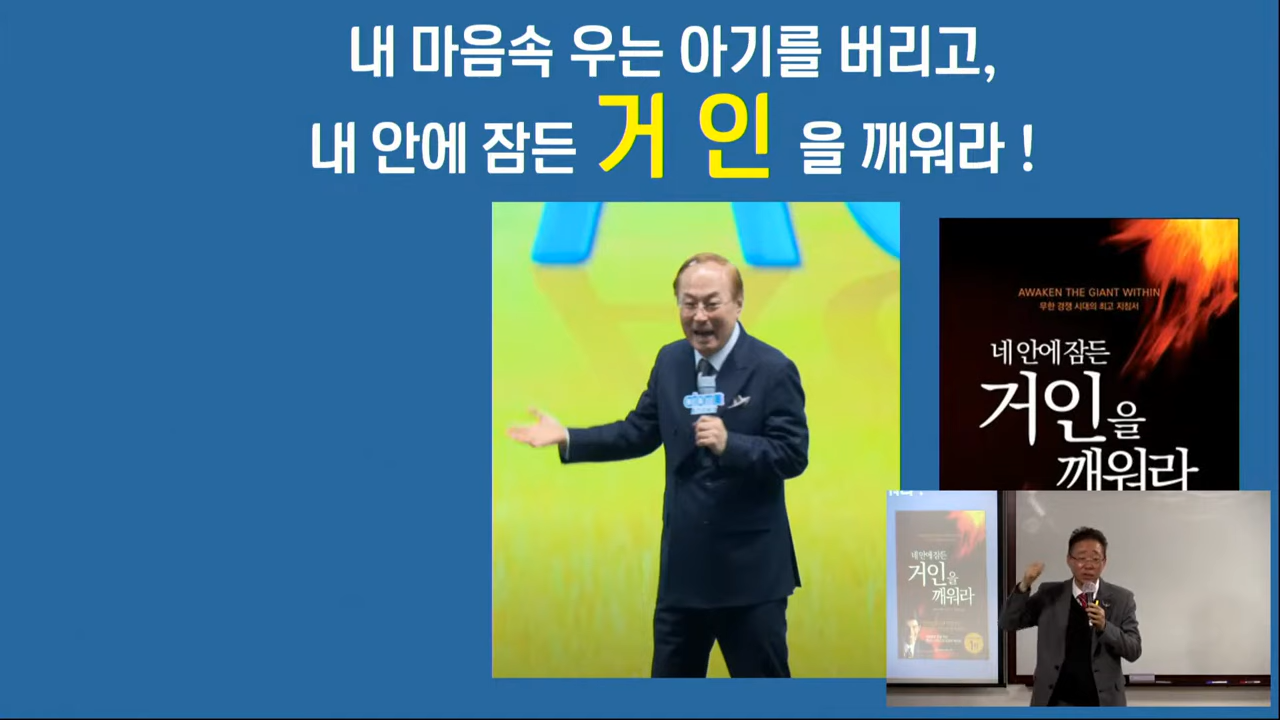 내 마음속 우는 아기를 버리고,
내 안에 잠든 거 인 을 깨워라 !
AWAKEN THE GIANT WITHIN
무한 경쟁 시대의 최고 지침서
네 안에 잠든
거인을
깨워라
네 안에 잠든
거인을
깨워라